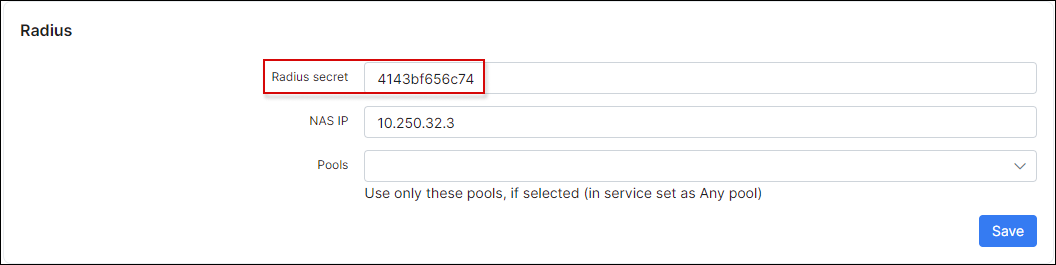 Radius
Radius secret 4143bf656c74
NAS IP 10.250.32.3
Pools
Use only these pools, if selected (in service set as Any pool)
Save